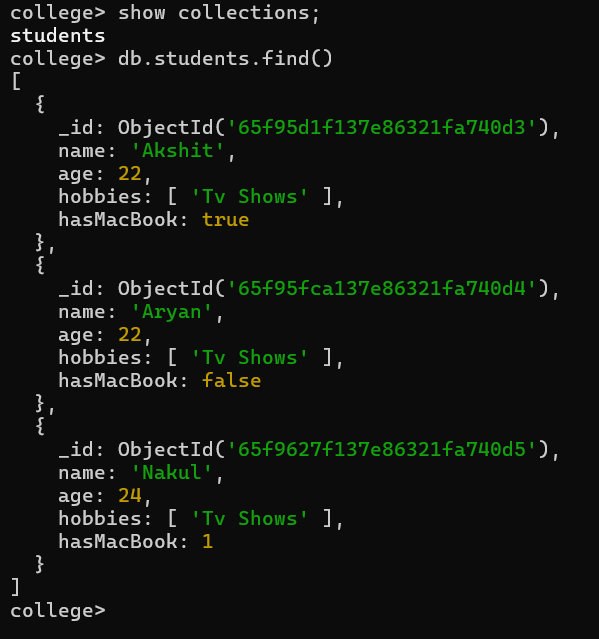 college> show collections;
students
college> db.students.find()
[
  {
    _id: ObjectId('65f95d1f137e86321fa740d3'),
    name: 'Akshit',
    age: 22,
    hobbies: [ 'Tv Shows' ],
    hasMacBook: true
  },
  {
    _id: ObjectId('65f95fca137e86321fa740d4'),
    name: 'Aryan',
    age: 22,
    hobbies: [ 'Tv Shows' ],
    hasMacBook: false
  },
  {
    _id: ObjectId('65f9627f137e86321fa740d5'),
    name: 'Nakul',
    age: 24,
    hobbies: [ 'Tv Shows' ],
    hasMacBook: 1
  }
]
college>